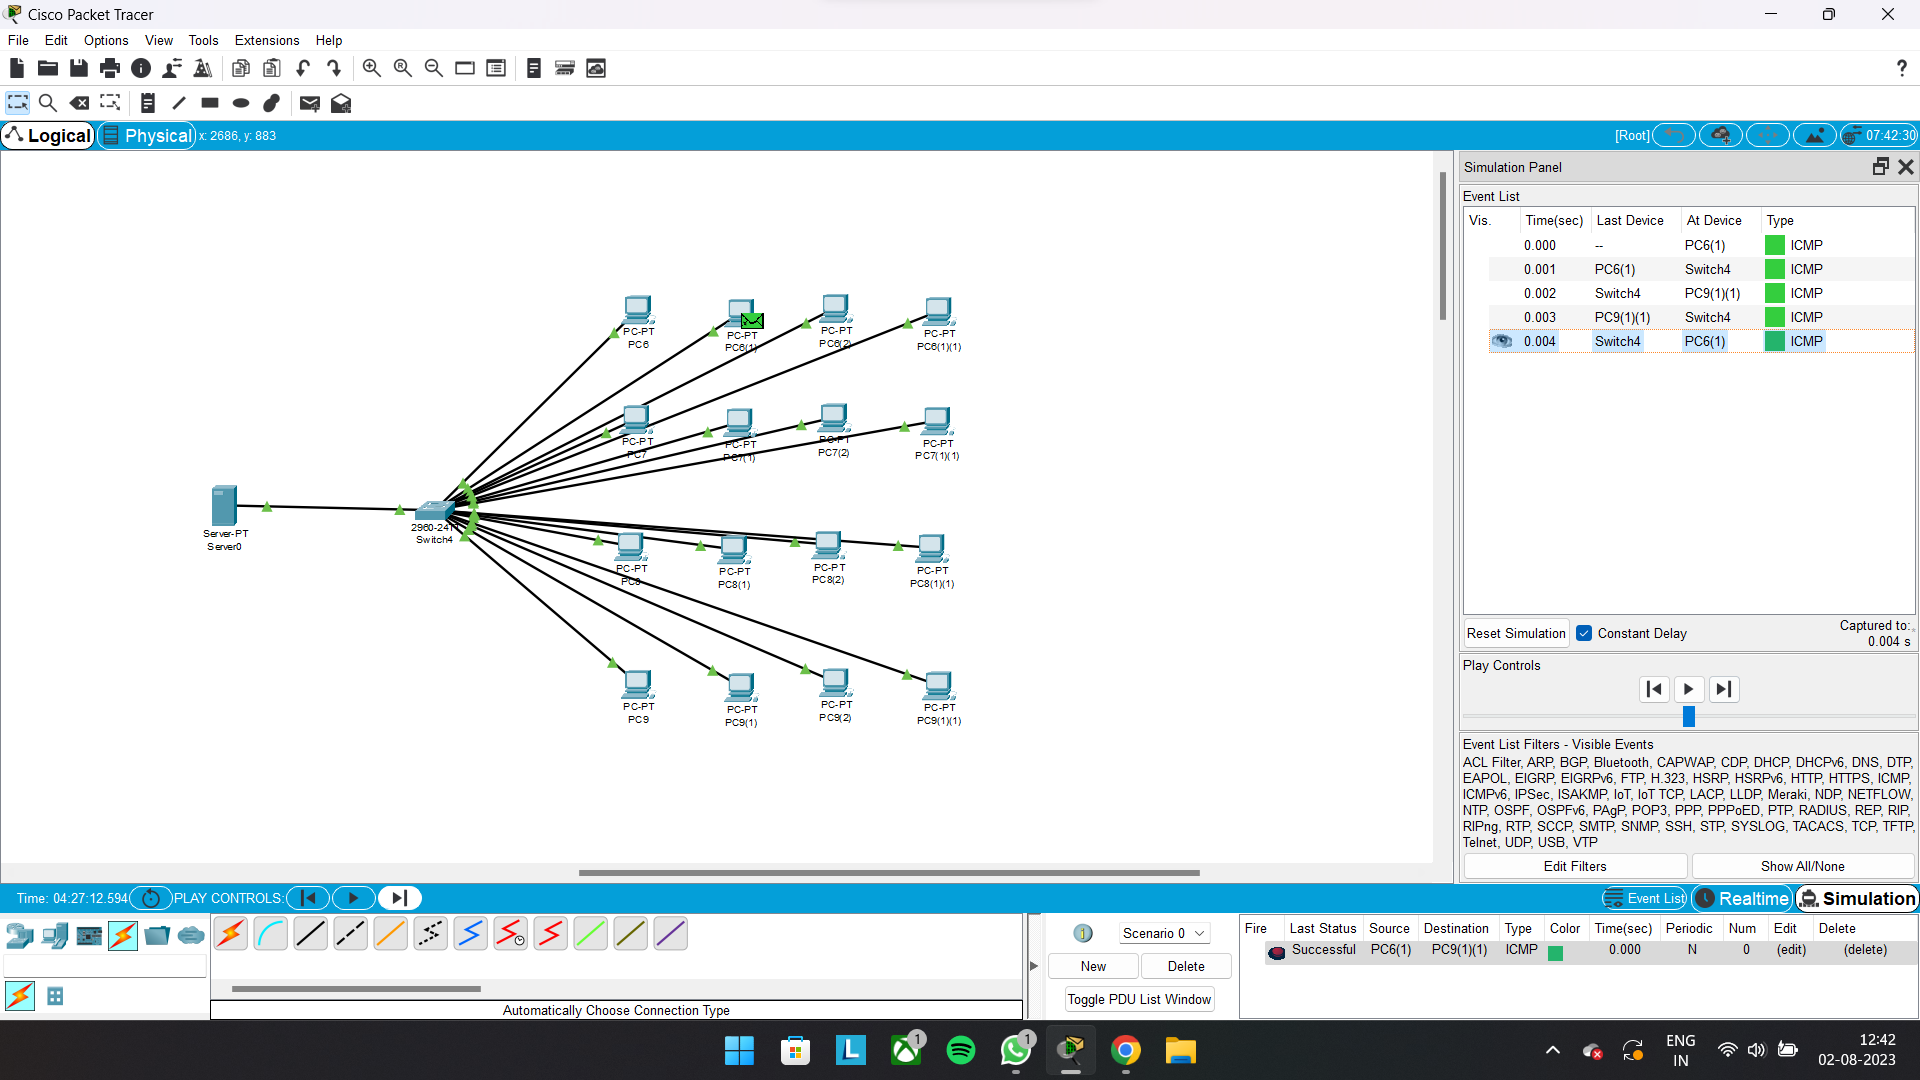 Cisco Packet Tracer
File Edit Options View Tools Extensions Help
Logical Physical x: 2686, y: 883 [Root] 07:42:30
Simulation Panel
Event List
Vis. Time(sec) Last Device At Device Type
0.000 -- PC6(1) ICMP
0.001 PC6(1) Switch4 ICMP
0.002 Switch4 PC9(1)(1) ICMP
0.003 PC9(1)(1) Switch4 ICMP
0.004 Switch4 PC6(1) ICMP
PC-PT PC-PT PC-PT PC-PT
PC6 PC6(1) PC6(2) PC6(1)(1)
PC-PT PC-PT PC-PT PC-PT
PC7 PC7(1) PC7(2) PC7(1)(1)
Server-PT
Server0
2960-24TT
Switch4
PC-PT PC-PT PC-PT PC-PT
PC8 PC8(1) PC8(2) PC8(1)(1)
PC-PT PC-PT PC-PT PC-PT
PC9 PC9(1) PC9(2) PC9(1)(1)
Reset Simulation Constant Delay Captured to:
0.004 s
Play Controls
Event List Filters - Visible Events
ACL Filter, ARP, BGP, Bluetooth, CAPWAP, CDP, DHCP, DHCPv6, DNS, DTP,
EAPOL, EIGRP, EIGRPv6, FTP, H.323, HSRP, HSRPv6, HTTP, HTTPS, ICMP,
ICMPv6, IPSec, ISAKMP, IoT, IoT TCP, LACP, LLDP, Meraki, NDP, NETFLOW,
NTP, OSPF, OSPFv6, PAgP, POP3, PPP, PPPoED, PTP, RADIUS, REP, RIP,
RIPng, RTP, SCCP, SMTP, SNMP, SSH, STP, SYSLOG, TACACS, TCP, TFTP,
Telnet, UDP, USB, VTP
Edit Filters Show All/None
Time: 04:27:12.594 PLAY CONTROLS: Event List Realtime Simulation
Scenario 0
New Delete
Toggle PDU List Window
Fire Last Status Source Destination Type Color Time(sec) Periodic Num Edit Delete
Successful PC6(1) PC9(1)(1) ICMP 0.000 N 0 (edit) (delete)
Automatically Choose Connection Type
1
1
ENG
IN
12:42
02-08-2023